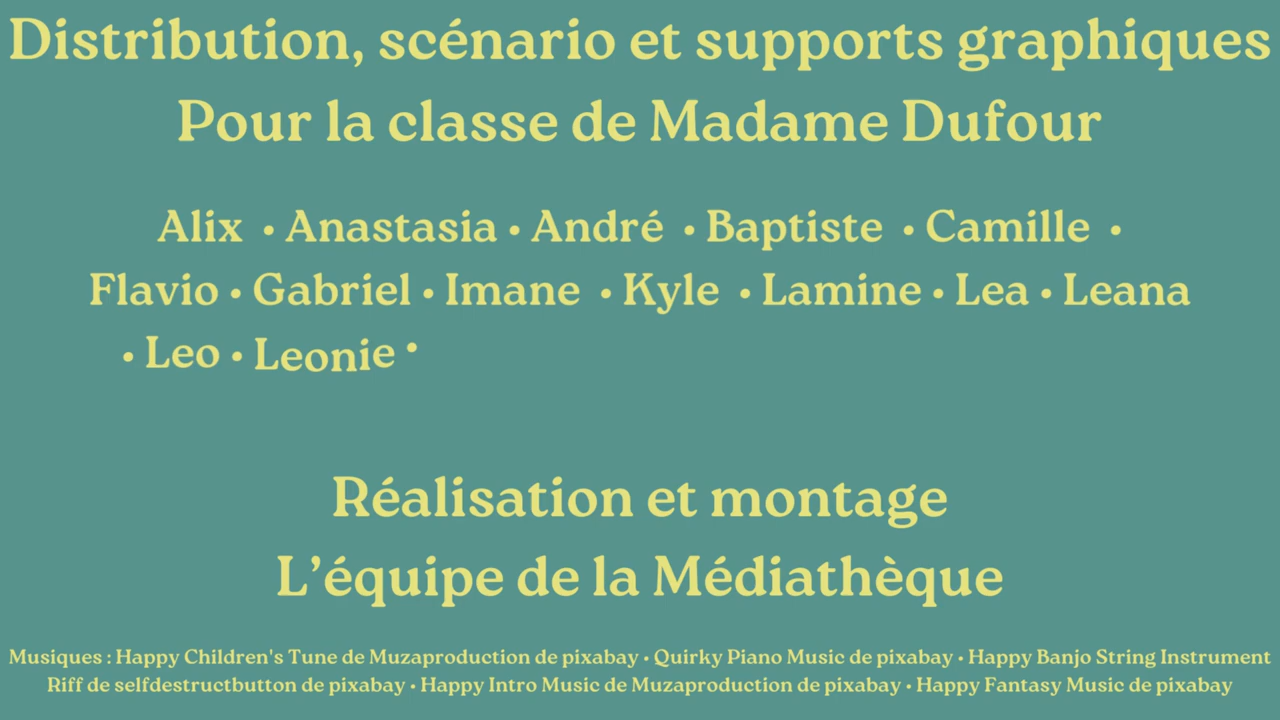 Distribution, scénario et supports graphiques
Pour la classe de Madame Dufour
Alix • Anastasia • André • Baptiste • Camille •
Flavio • Gabriel • Imane • Kyle • Lamine • Lea • Leana
• Leo • Leonie •
Réalisation et montage
L’équipe de la Médiathèque
Musiques : Happy Children's Tune de Muzaproduction de pixabay • Quirky Piano Music de pixabay • Happy Banjo String Instrument
Riff de selfdestructbutton de pixabay • Happy Intro Music de Muzaproduction de pixabay • Happy Fantasy Music de pixabay